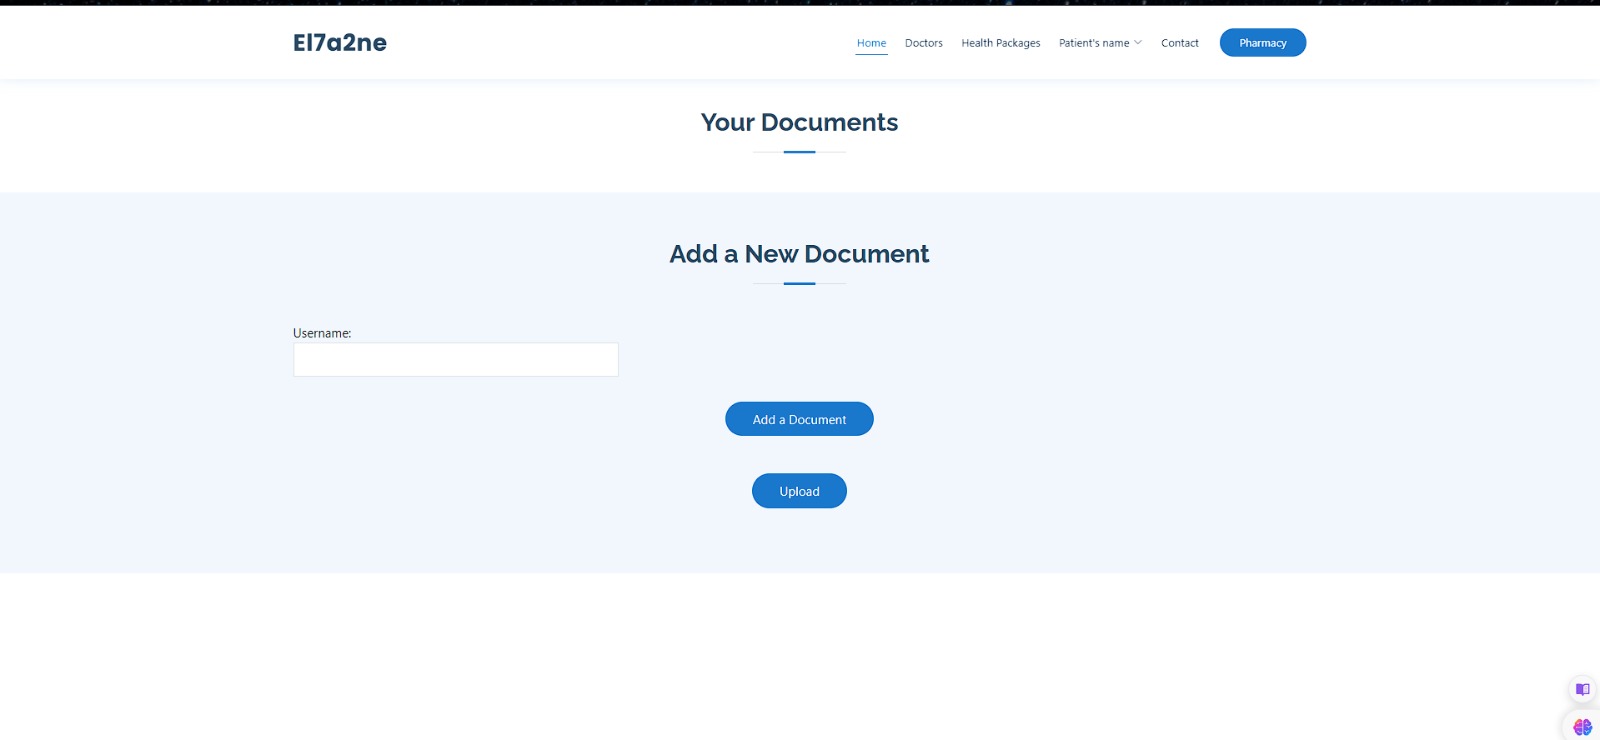 El7a2ne
Home Doctors Health Packages Patient's name Contact Pharmacy
Your Documents
Add a New Document
Username:
Add a Document
Upload